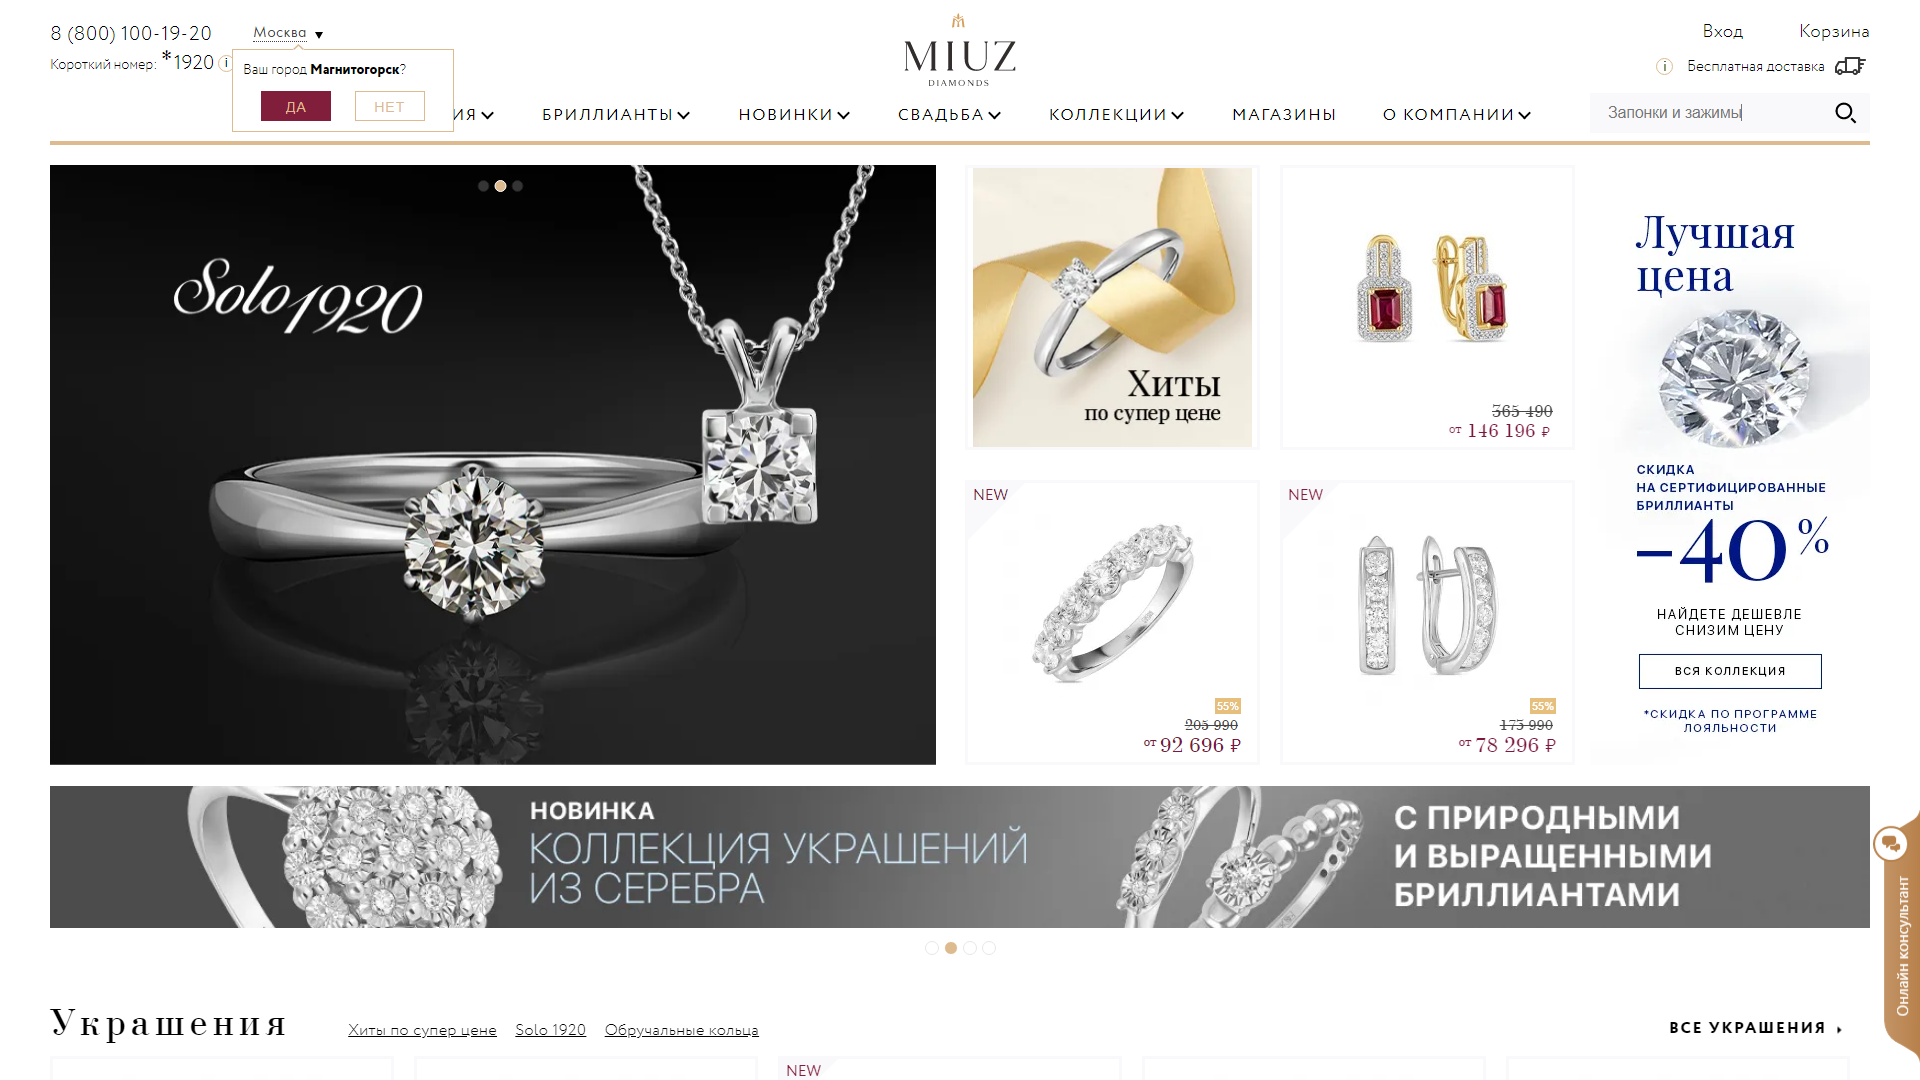 8 (800) 100-19-20
Москва ▼
Короткий номер: *1920 i
Ваш город Магнитогорск?
ДА
НЕТ
MIUZ
DIAMONDS
Вход
Корзина
i Бесплатная доставка
ИЯ
БРИЛЛИАНТЫ
НОВИНКИ
СВАДЬБА
КОЛЛЕКЦИИ
МАГАЗИНЫ
О КОМПАНИИ
Запонки и зажимы
Solo1920
Хиты
по супер цене
365 490
от 146 196 ₽
NEW
55%
205 990
от 92 696 ₽
NEW
55%
173 990
от 78 296 ₽
Лучшая
цена
СКИДКА
НА СЕРТИФИЦИРОВАННЫЕ
БРИЛЛИАНТЫ
–40%
НАЙДЕТЕ ДЕШЕВЛЕ
СНИЗИМ ЦЕНУ
ВСЯ КОЛЛЕКЦИЯ
*СКИДКА ПО ПРОГРАММЕ
ЛОЯЛЬНОСТИ
НОВИНКА
КОЛЛЕКЦИЯ УКРАШЕНИЙ
ИЗ СЕРЕБРА
С ПРИРОДНЫМИ
И ВЫРАЩЕННЫМИ
БРИЛЛИАНТАМИ
Онлайн консультант
Украшения
Хиты по супер цене
Solo 1920
Обручальные кольца
ВСЕ УКРАШЕНИЯ
NEW